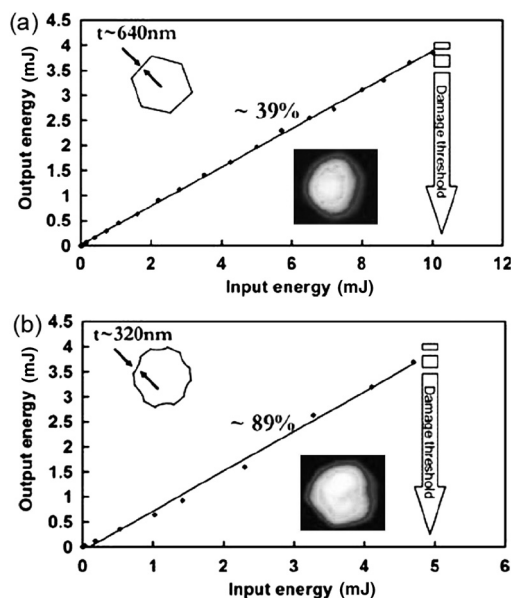 (a)
4.5
4
3.5
3
2.5
2
1.5
1
0.5
0
Output energy (mJ)
t~640nm
~ 39%
Damage threshold
0 2 4 6 8 10 12
Input energy (mJ)
(b)
4.5
4
3.5
3
2.5
2
1.5
1
0.5
0
Output energy (mJ)
t~320nm
~ 89%
Damage threshold
0 1 2 3 4 5 6
Input energy (mJ)